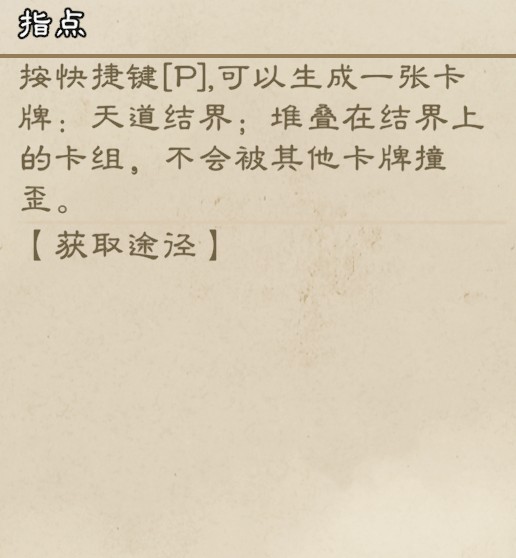 指点
按快捷键[P],可以生成一张卡
牌：天道结界；堆叠在结界上
的卡组，不会被其他卡牌撞
歪。
【获取途径】